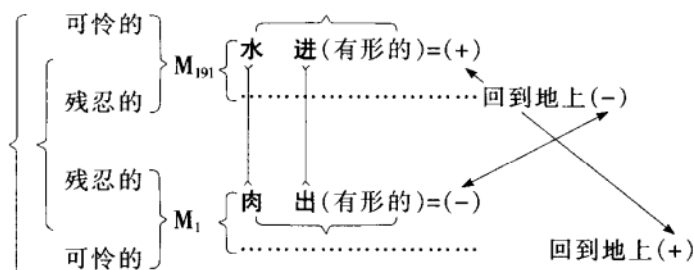 可怜的
M₁₉₁ 水 进(有形的)=(+)
残忍的 回到地上(-)
残忍的
M₁ 肉 出(有形的)=(-)
可怜的 回到地上(+)